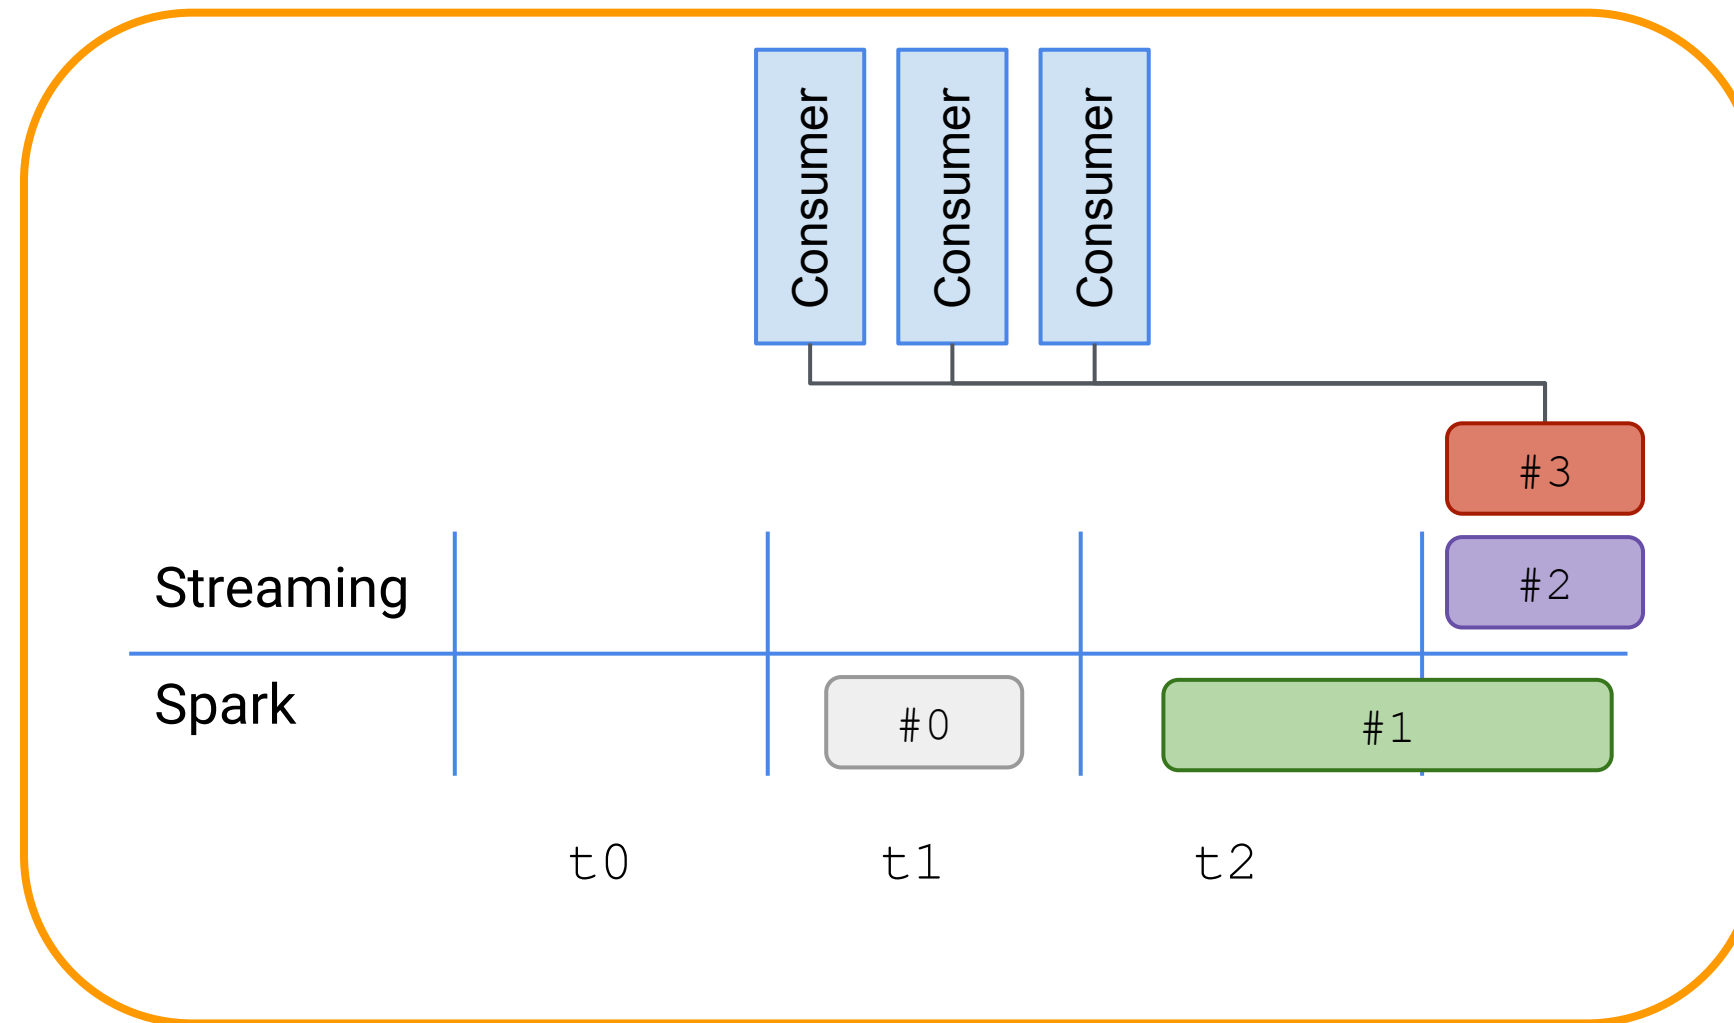 Consumer
Consumer
Consumer
#3
Streaming
#2
Spark
#0
#1
t0
t1
t2